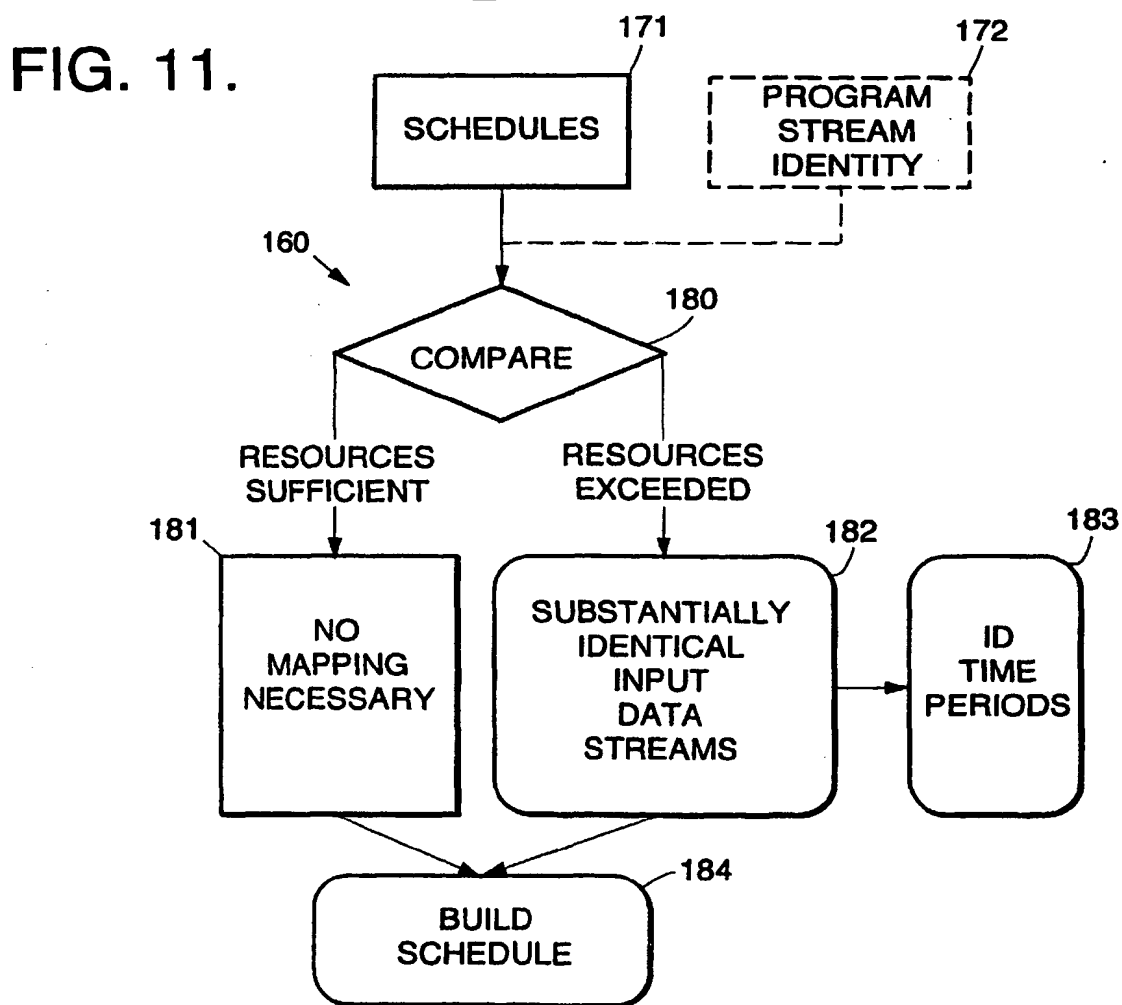 FIG. 11.
171
172
SCHEDULES
PROGRAM
STREAM
IDENTITY
160
180
COMPARE
RESOURCES
SUFFICIENT
RESOURCES
EXCEEDED
181
182
183
NO
MAPPING
NECESSARY
SUBSTANTIALLY
IDENTICAL
INPUT
DATA
STREAMS
ID
TIME
PERIODS
184
BUILD
SCHEDULE